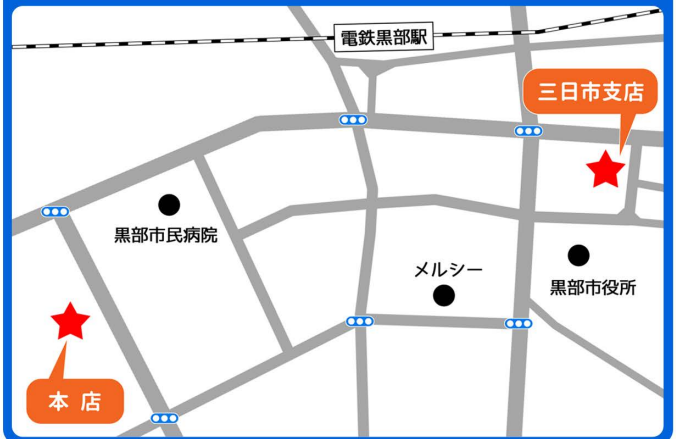 電鉄黒部駅
三日市支店
黒部市民病院
メルシー
黒部市役所
本店